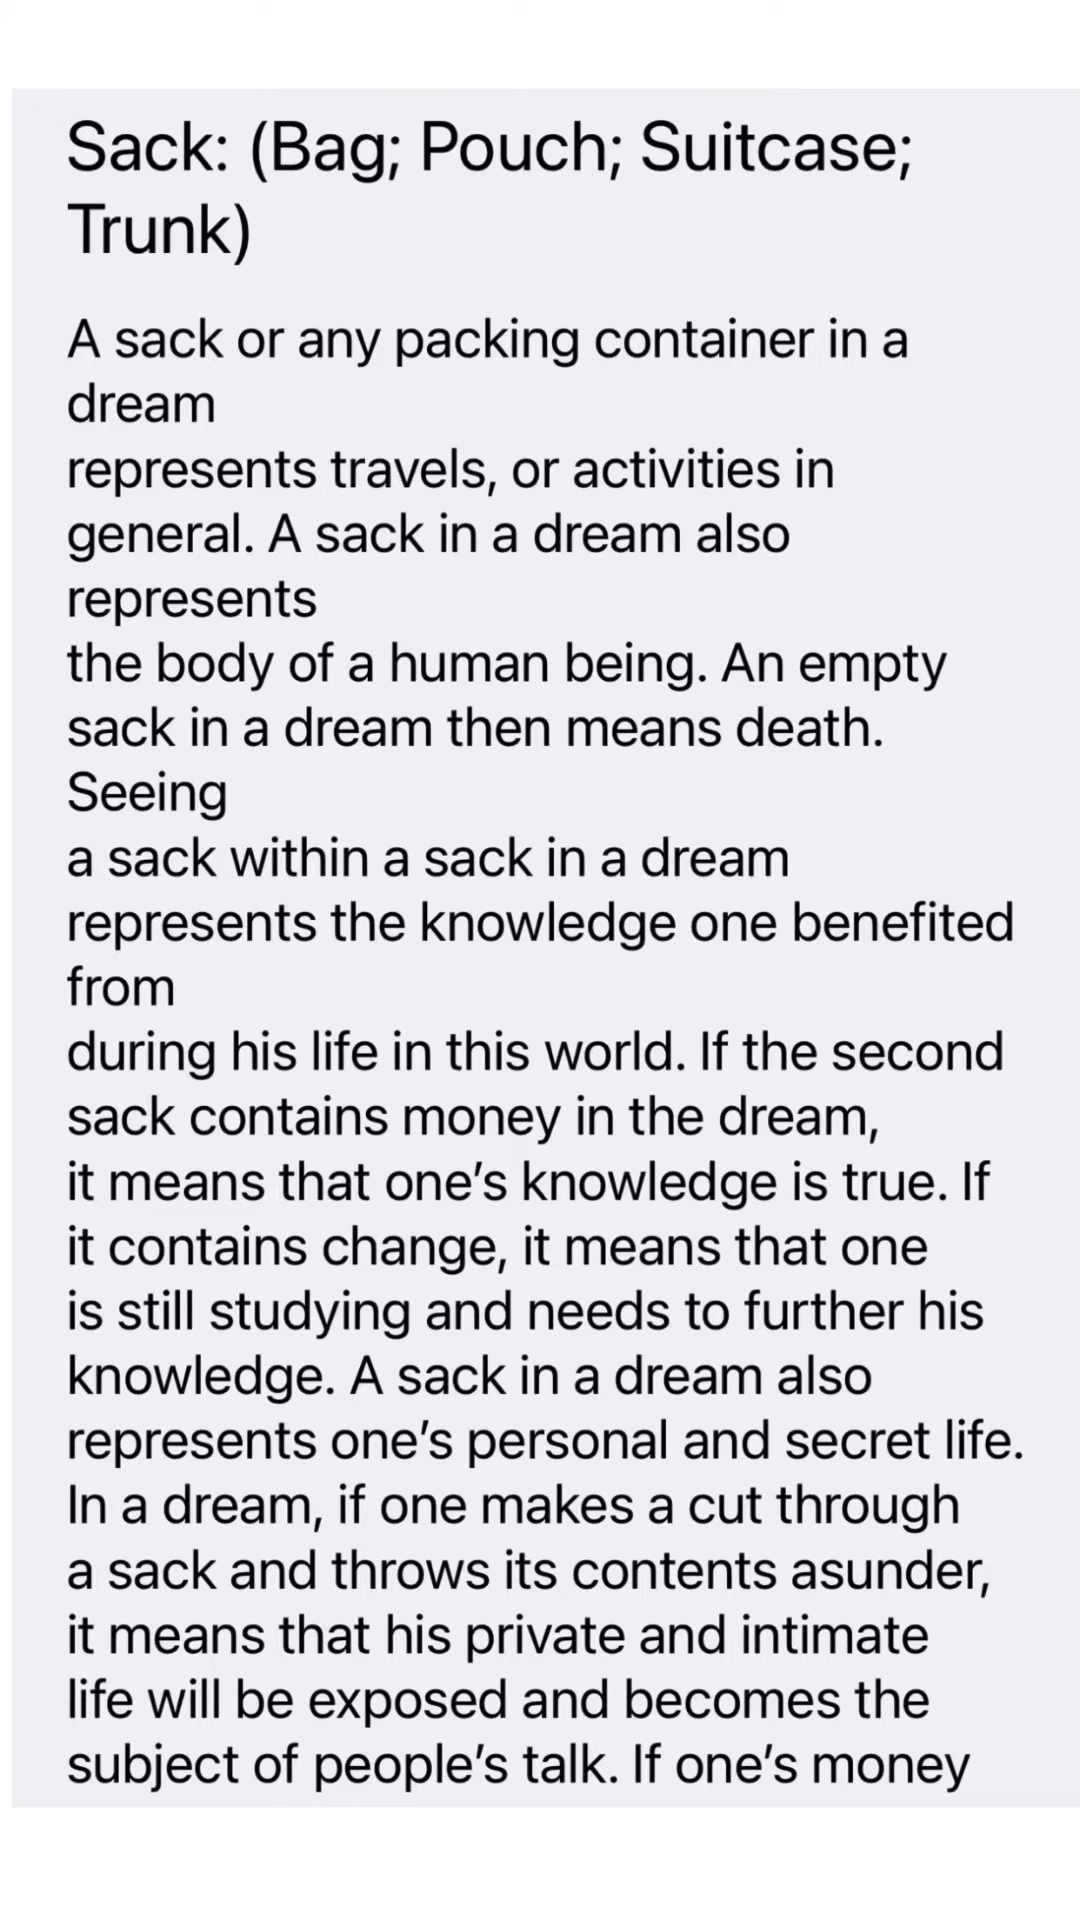 Sack: (Bag; Pouch; Suitcase;
Trunk)
A sack or any packing container in a
dream
represents travels, or activities in
general. A sack in a dream also
represents
the body of a human being. An empty
sack in a dream then means death.
Seeing
a sack within a sack in a dream
represents the knowledge one benefited
from
during his life in this world. If the second
sack contains money in the dream,
it means that one’s knowledge is true. If
it contains change, it means that one
is still studying and needs to further his
knowledge. A sack in a dream also
represents one’s personal and secret life.
In a dream, if one makes a cut through
a sack and throws its contents asunder,
it means that his private and intimate
life will be exposed and becomes the
subject of people’s talk. If one’s money